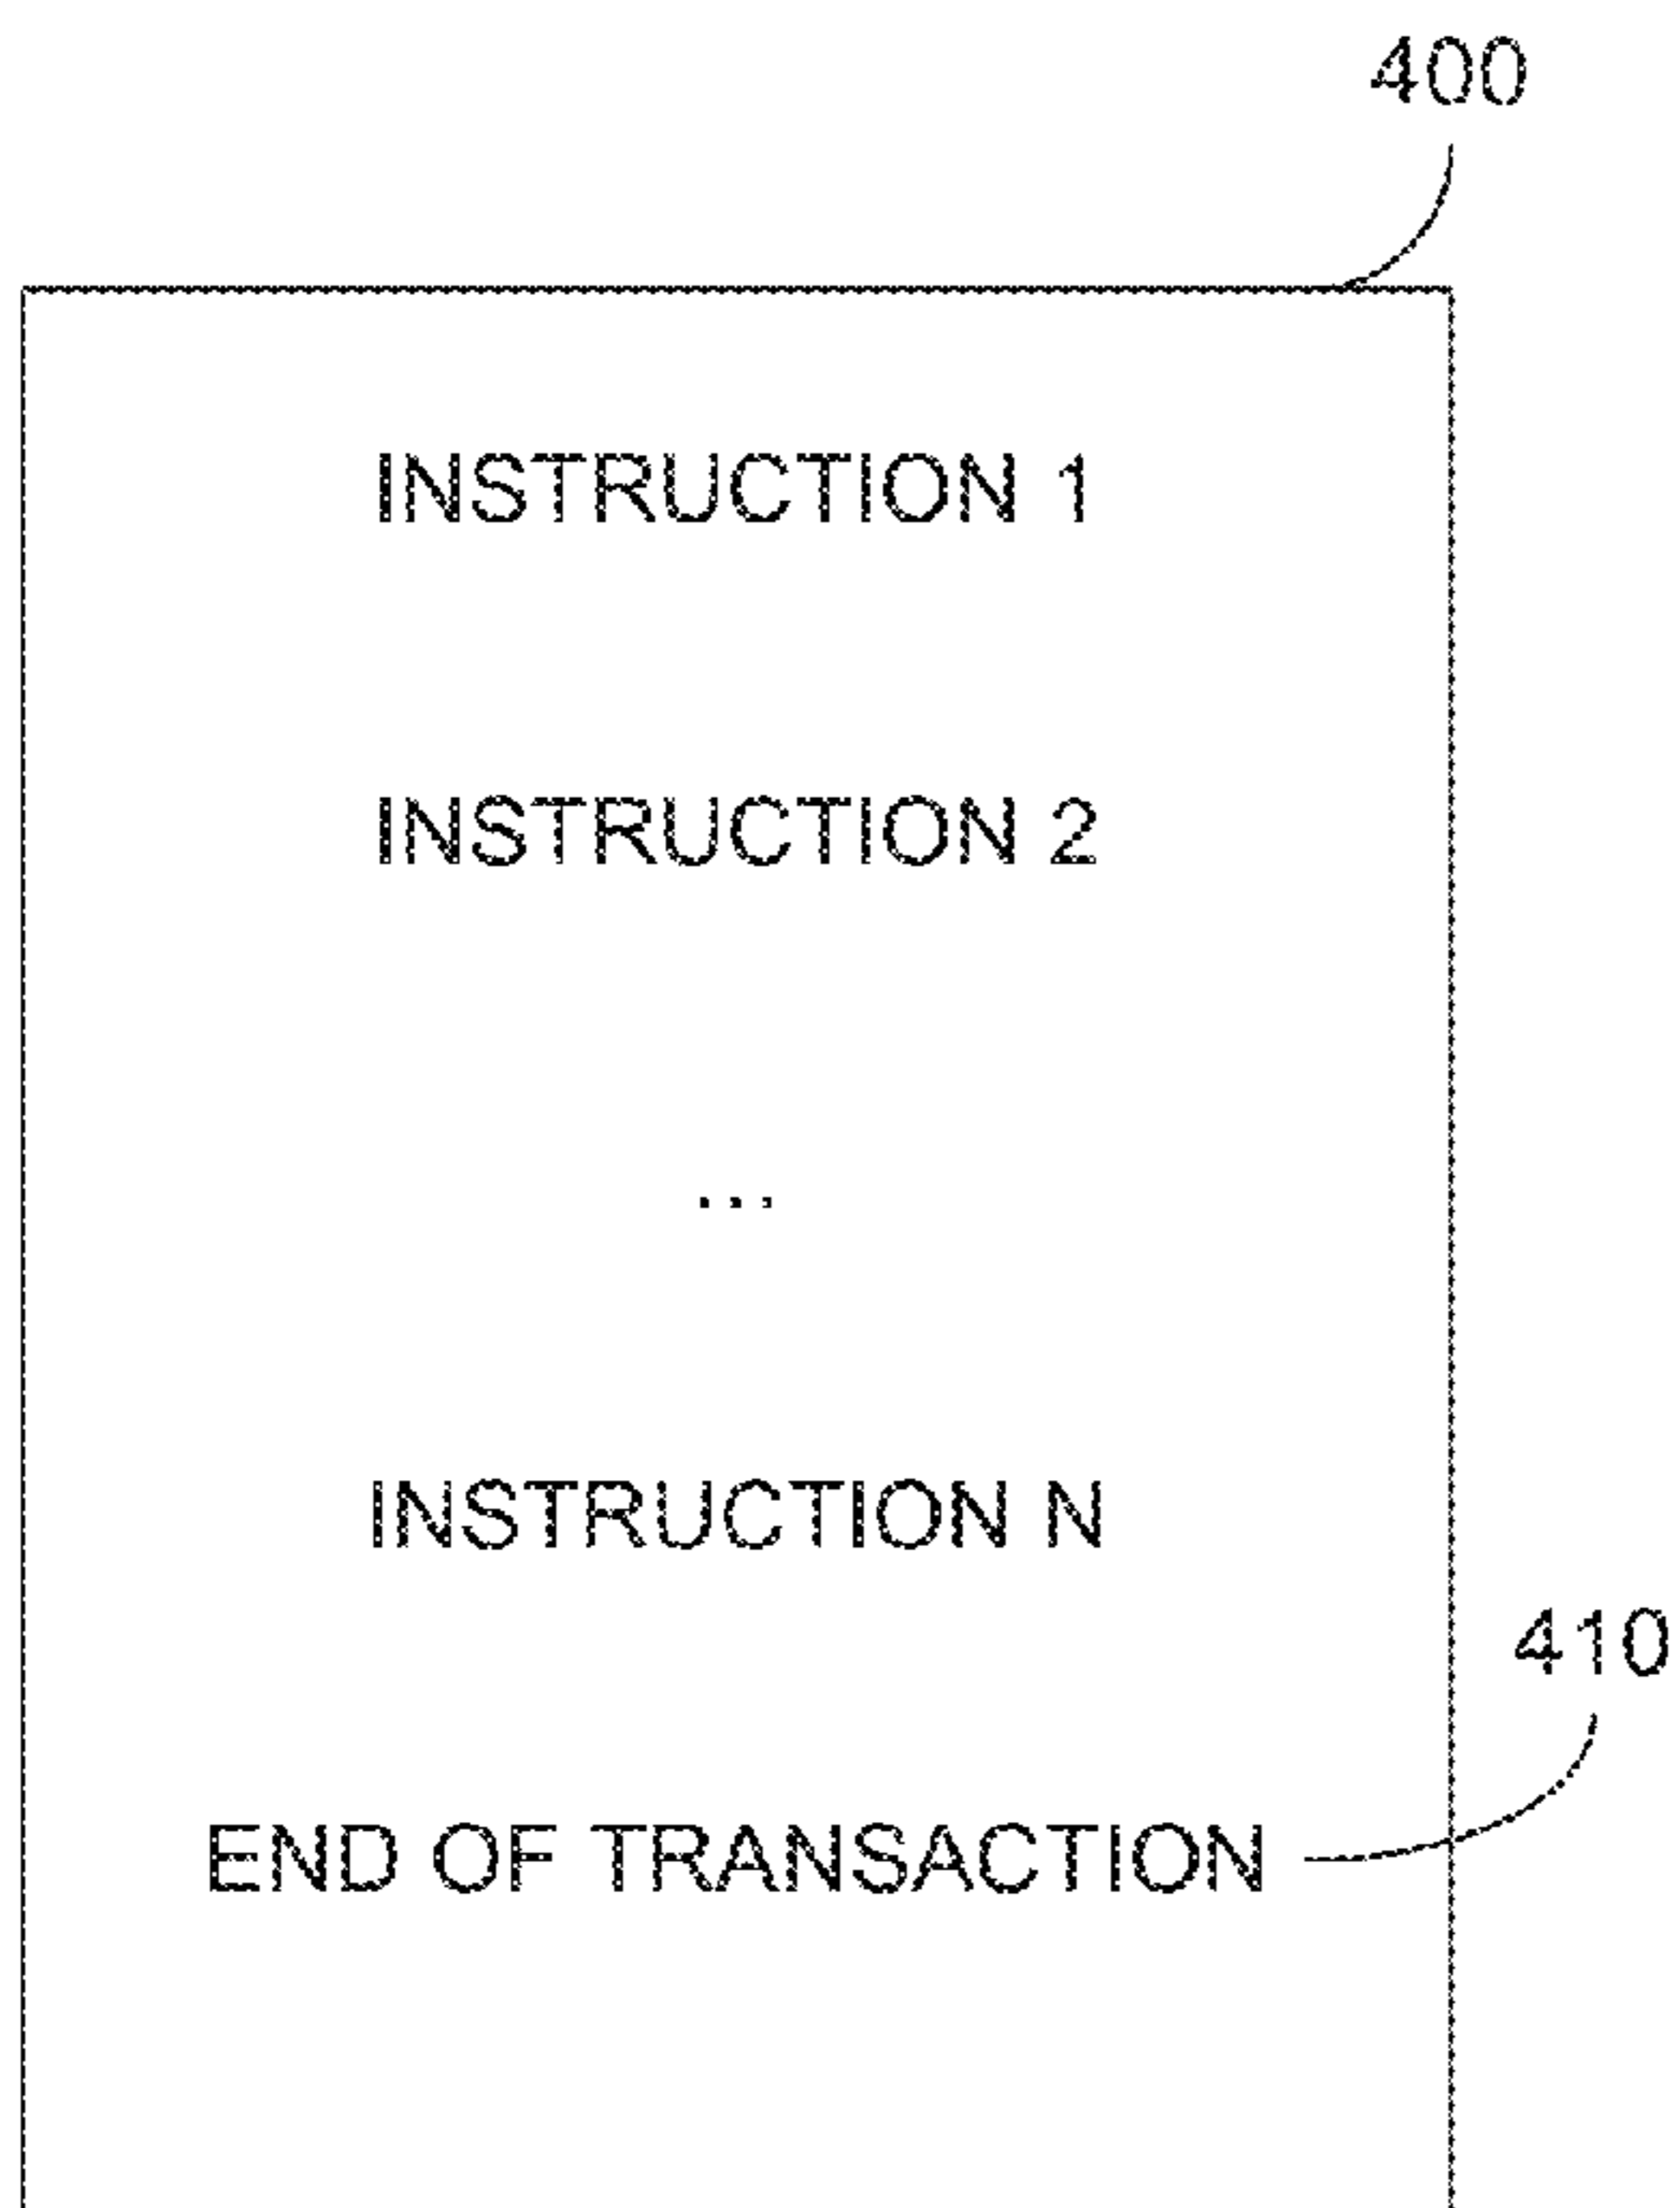 400
INSTRUCTION 1
INSTRUCTION 2
...
INSTRUCTION N
410
END OF TRANSACTION